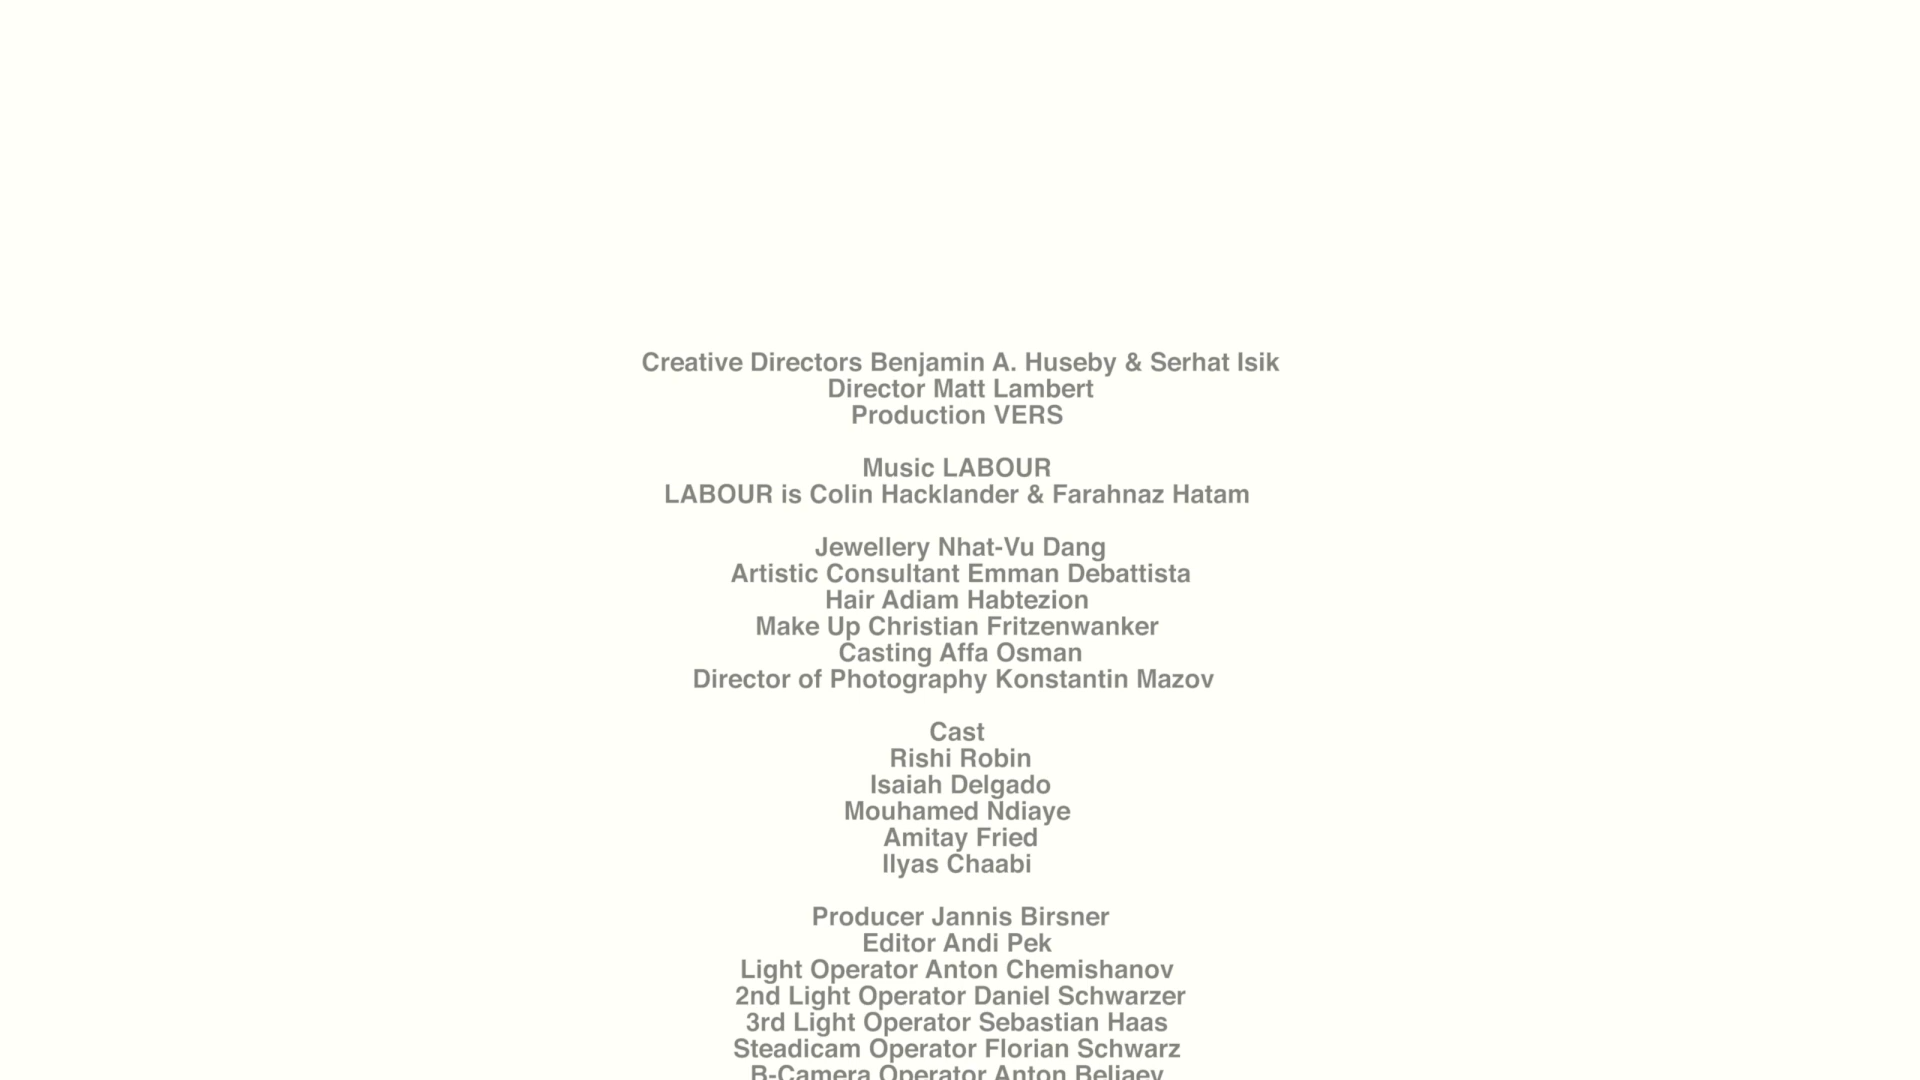 Creative Directors Benjamin A. Huseby & Serhat Isik
Director Matt Lambert
Production VERS
Music LABOUR
LABOUR is Colin Hacklander & Farahnaz Hatam
Jewellery Nhat-Vu Dang
Artistic Consultant Emman Debattista
Hair Adiam Habtezion
Make Up Christian Fritzenwanker
Casting Affa Osman
Director of Photography Konstantin Mazov
Cast
Rishi Robin
Isaiah Delgado
Mouhamed Ndiaye
Amitay Fried
Ilyas Chaabi
Producer Jannis Birsner
Editor Andi Pek
Light Operator Anton Chemishanov
2nd Light Operator Daniel Schwarzer
3rd Light Operator Sebastian Haas
Steadicam Operator Florian Schwarz
B-Camera Operator Anton Beliaev